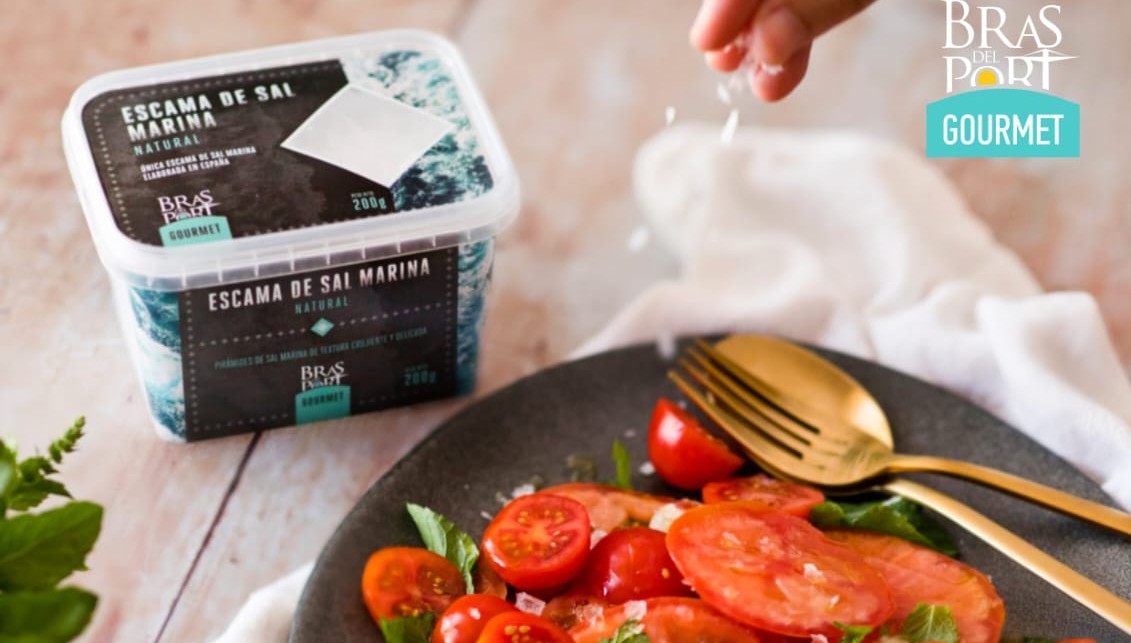 BRAS
DEL
PORT
GOURMET
ESCAMA DE SAL
MARINA
NATURAL
ÚNICA ESCAMA DE SAL MARINA
ELABORADA EN ESPAÑA
200g
BRAS
DEL
PORT
GOURMET
ESCAMA DE SAL MARINA
NATURAL
PIRÁMIDES DE SAL MARINA DE TEXTURA CRUJIENTE Y DELICADA
BRAS
DEL
PORT
GOURMET
200g